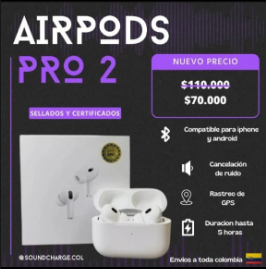 AIRPODS
PRO 2
NUEVO PRECIO
$110.000
$70.000
SELLADOS Y CERTIFICADOS
Compatible para iphone
y android
Cancelación
de ruido
Rastreo de
GPS
Duracion hasta
5 horas
@SOUNDCHARGE.COL
Envios a toda colombia